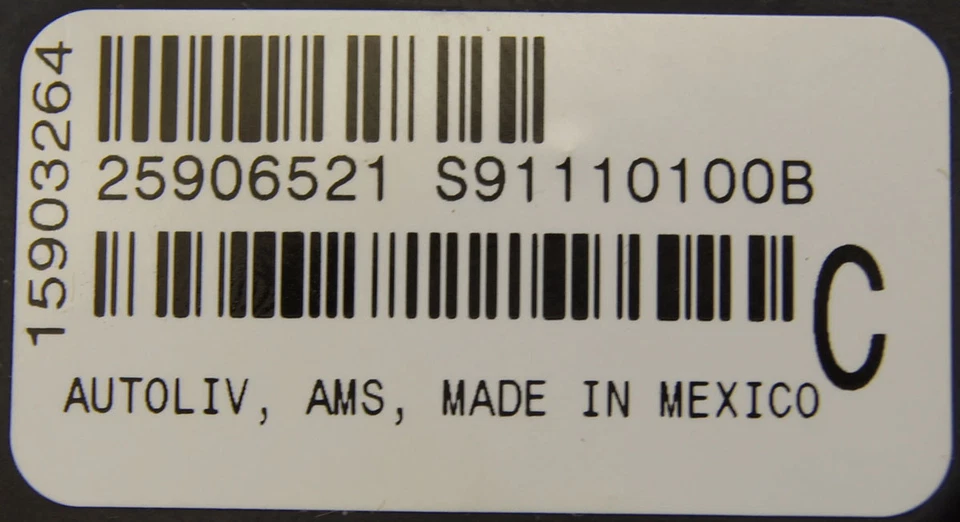 15903264
25906521 S91110100B
C
AUTOLIV, AMS, MADE IN MEXICO